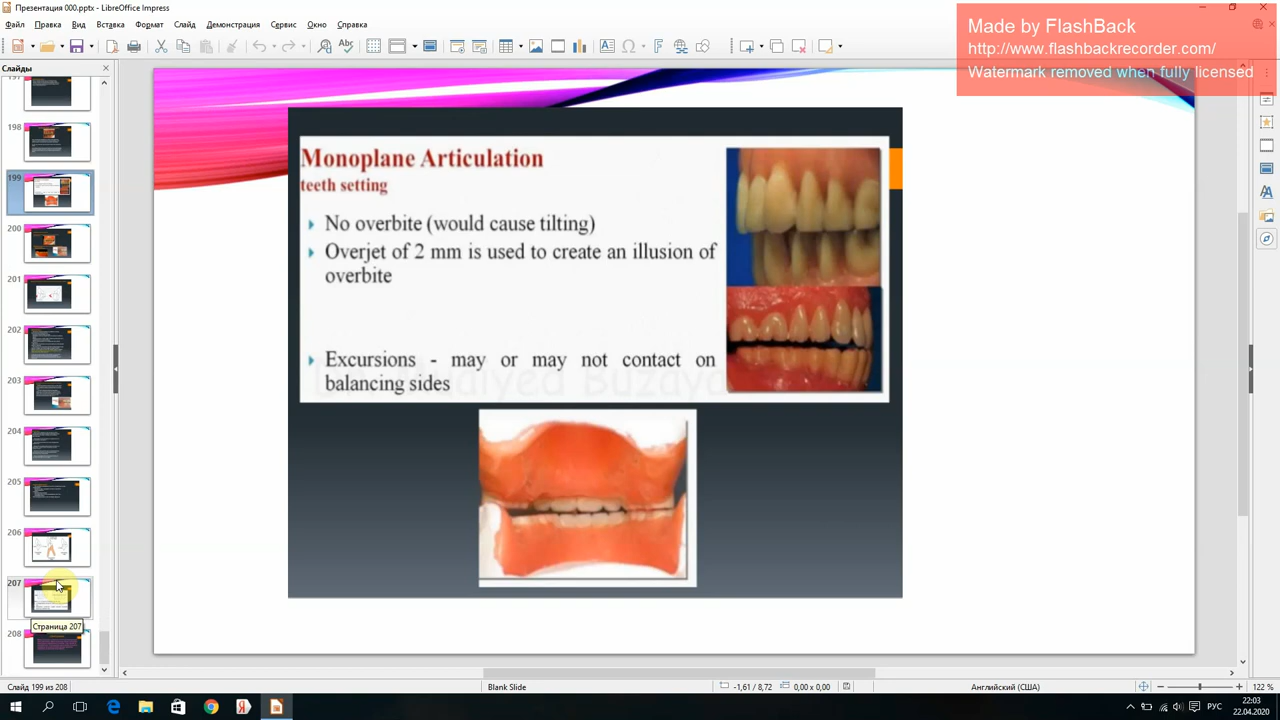 Презентация 000.pptx - LibreOffice Impress
Файл Правка Вид Вставка Формат Слайд Демонстрация Сервис Окно Справка
Made by FlashBack
http://www.flashbackrecorder.com/
Watermark removed when fully licensed
Слайды
197
198
199
200
201
202
203
204
205
206
207
Страница 207
208
Monoplane Articulation
teeth setting
No overbite (would cause tilting)
Overjet of 2 mm is used to create an illusion of
overbite
Excursions - may or may not contact on
balancing sides
Слайд 199 из 208
Blank Slide
-1,61 / 8,72
0,00 x 0,00
Английский (США)
122 %
РУС
22:03
22.04.2020